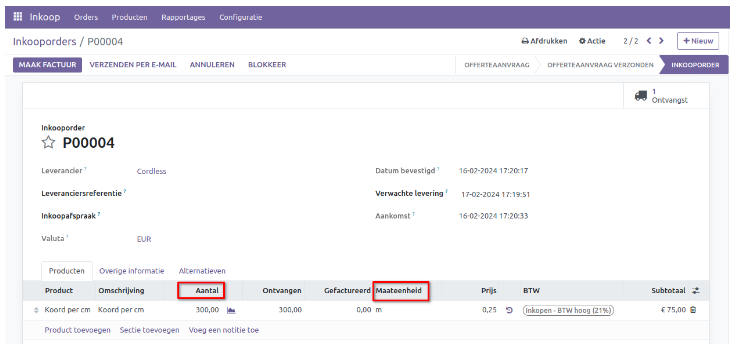 Inkoop Orders Producten Rapportages Configuratie
Inkooporders / P00004 Afdrukken Actie 2 / 2 + Nieuw
MAAK FACTUUR VERZENDEN PER E-MAIL ANNULEREN BLOKKEER OFFERTEAANVRAAG OFFERTEAANVRAAG VERZONDEN INKOOPORDER
1
Ontvangst
Inkooporder
P00004
Leverancier ? Cordless Datum bevestigd ? 16-02-2024 17:20:17
Leveranciersreferentie ? Verwachte levering ? 17-02-2024 17:19:51
Inkoopafspraak ? Aankomst ? 16-02-2024 17:20:33
Valuta ? EUR
Producten Overige informatie Alternatieven
Product Omschrijving Aantal Ontvangen Gefactureerd Maateenheid Prijs BTW Subtotaal
Koord per cm Koord per cm 300,00 300,00 0,00 m 0,25 Inkopen - BTW hoog (21%) € 75,00
Product toevoegen Sectie toevoegen Voeg een notitie toe